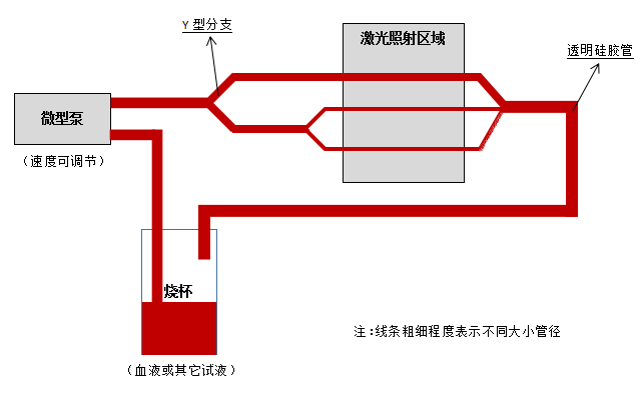 Y 型分支
激光照射区域
透明硅胶管
微型泵
（速度可调节）
烧杯
注：线条粗细程度表示不同大小管径
（血液或其它试液）